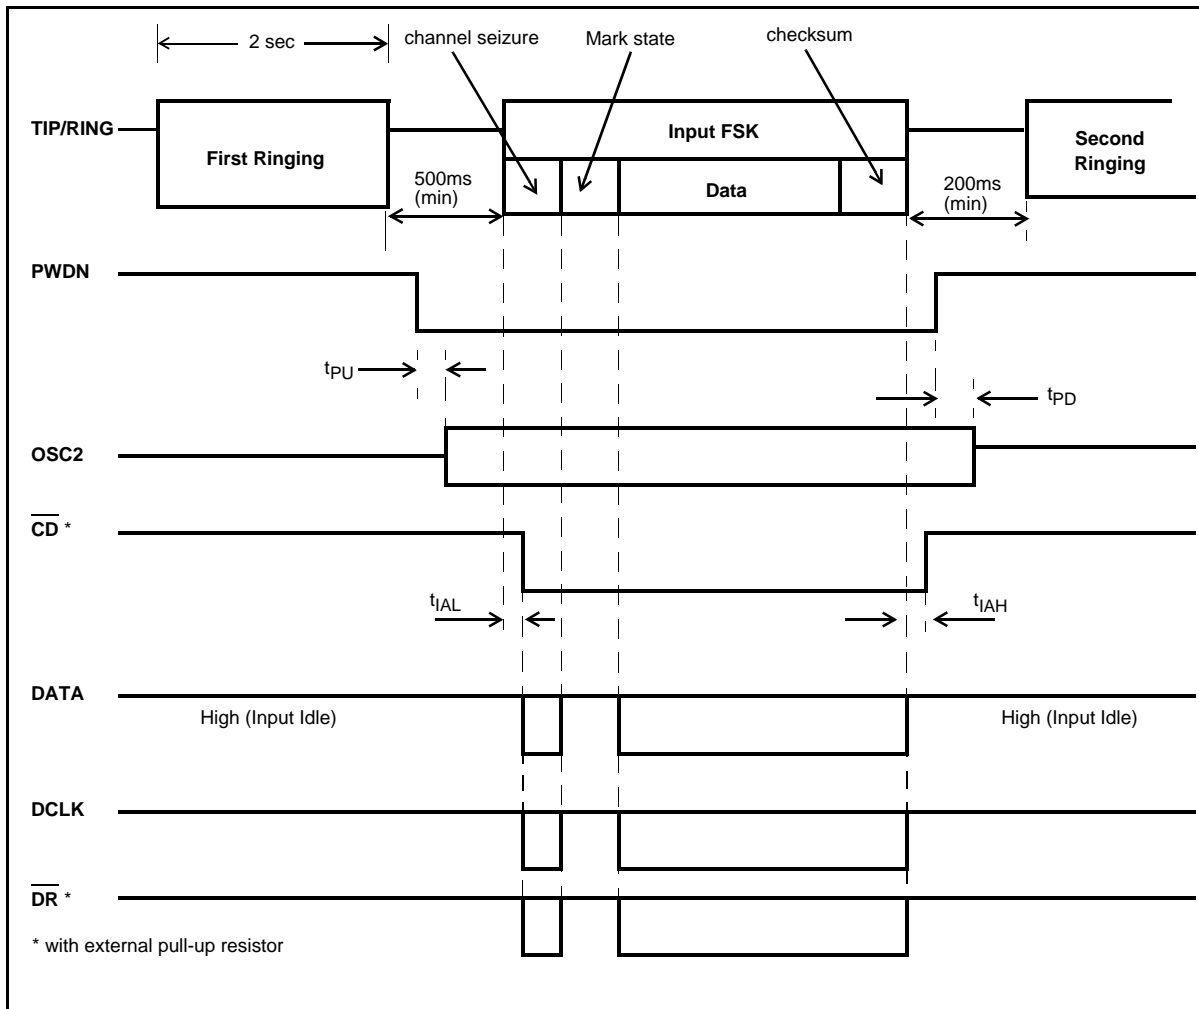 2 sec
channel seizure
Mark state
checksum
TIP/RING
First Ringing
Input FSK
Second
Ringing
500ms
(min)
Data
200ms
(min)
PWDN
tPU
tPD
OSC2
CD *
tIAL
tIAH
DATA
High (Input Idle)
High (Input Idle)
DCLK
DR *
* with external pull-up resistor